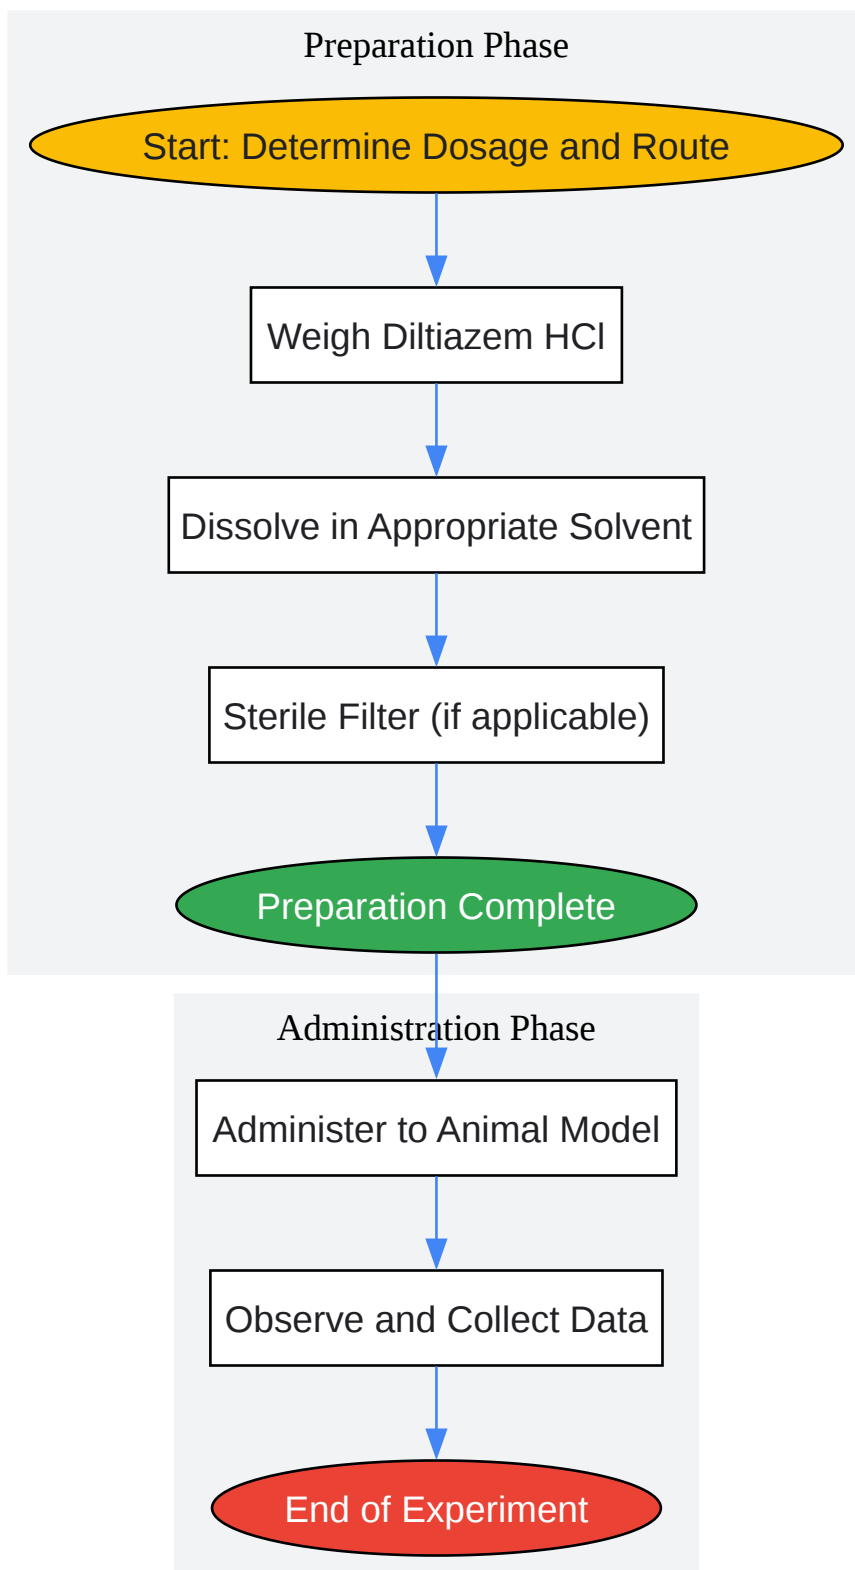 Preparation Phase
Start: Determine Dosage and Route
Weigh Diltiazem HCl
Dissolve in Appropriate Solvent
Sterile Filter (if applicable)
Preparation Complete
Administration Phase
Administer to Animal Model
Observe and Collect Data
End of Experiment